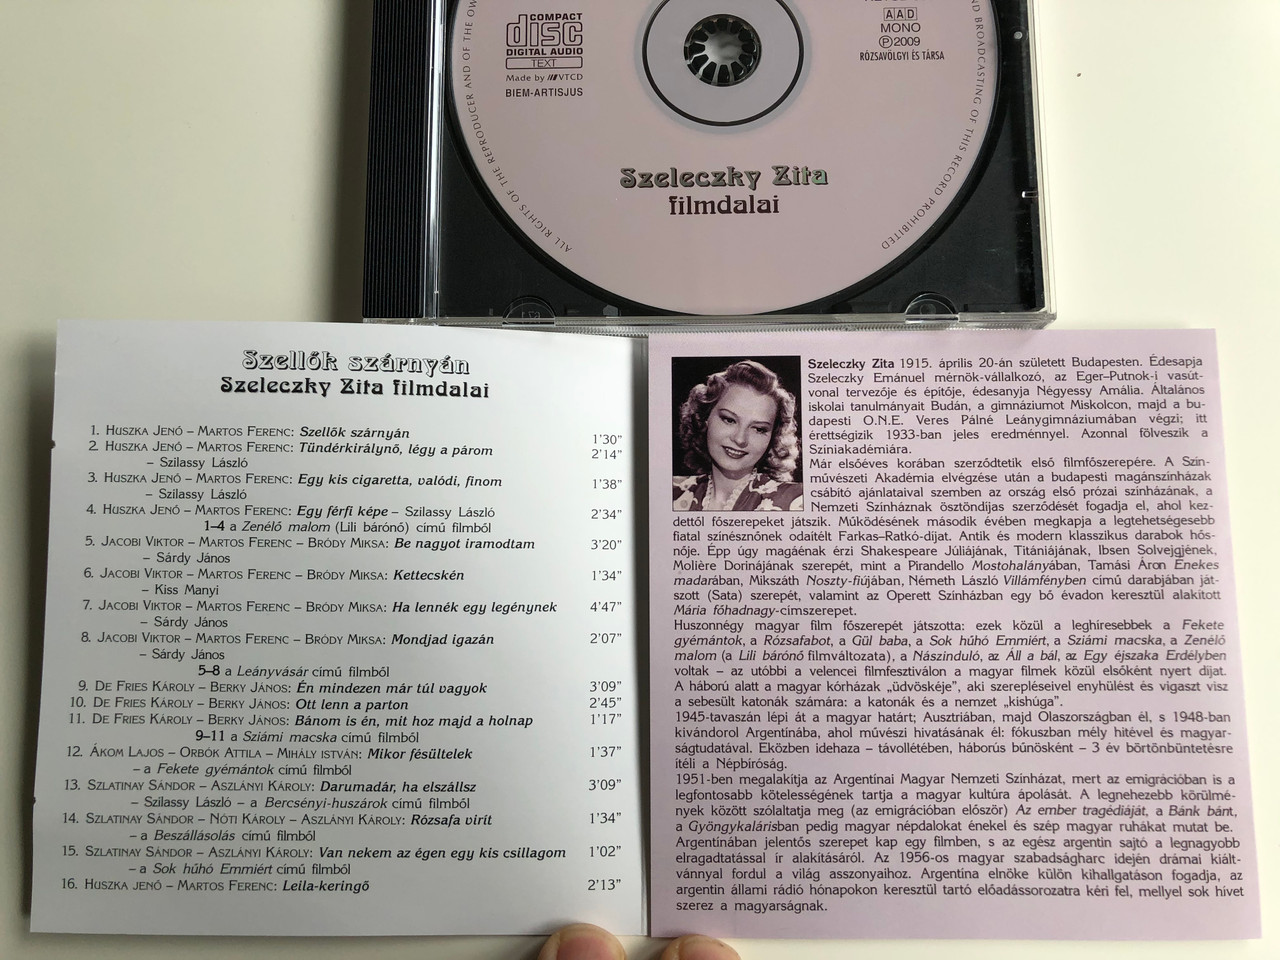 COMPACT
disc
DIGITAL AUDIO
TEXT
Made by VTCD
BIEM-ARTISJUS
AAD
MONO
Ⓟ2009
RÓZSAVÖLGYI ÉS TÁRSA
ALL RIGHTS OF THE REPRODUCER AND OF THE OW
ND BROADCASTING OF THIS RECORD PROHIBITED
Szeleczky Zita
filmdalai
Szellők szárnyán
Szeleczky Zita filmdalai
1. Huszka Jenő – Martos Ferenc: Szellők szárnyán 1’30”
2. Huszka Jenő – Martos Ferenc: Tündérkirálynő, légy a párom 2’14”
– Szilassy László
3. Huszka Jenő – Martos Ferenc: Egy kis cigaretta, valódi, finom 1’38”
– Szilassy László
4. Huszka Jenő – Martos Ferenc: Egy férfi képe – Szilassy László 2’34”
1–4 a Zenélő malom (Lili bárónő) című filmből
5. Jacobi Viktor – Martos Ferenc – Bródy Miksa: Be nagyot iramodtam 3’20”
– Sárdy János
6. Jacobi Viktor – Martos Ferenc – Bródy Miksa: Kettecskén 1’34”
– Kiss Manyi
7. Jacobi Viktor – Martos Ferenc – Bródy Miksa: Ha lennék egy legénynek 4’47”
– Sárdy János
8. Jacobi Viktor – Martos Ferenc – Bródy Miksa: Mondjad igazán 2’07”
– Sárdy János
5–8 a Leányvásár című filmből
9. De Fries Károly – Berky János: Én mindezen már túl vagyok 3’09”
10. De Fries Károly – Berky János: Ott lenn a parton 2’45”
11. De Fries Károly – Berky János: Bánom is én, mit hoz majd a holnap 1’17”
9–11 a Sziámi macska című filmből
12. Ákom Lajos – Orbók Attila – Mihály istván: Mikor fésültelek 1’37”
– a Fekete gyémántok című filmből
13. Szlatinay Sándor – Aszlányi Károly: Darumadár, ha elszállsz 3’09”
– Szilassy László – a Bercsényi-huszárok című filmből
14. Szlatinay Sándor – Nóti Károly – Aszlányi Károly: Rózsafa virít 1’34”
– a Beszállásolás című filmből
15. Szlatinay Sándor – Aszlányi Károly: Van nekem az égen egy kis csillagom 1’02”
– a Sok hűhó Emmiért című filmből
16. Huszka jenő – Martos Ferenc: Leila-keringő 2’13”
Szeleczky Zita 1915. április 20-án született Budapesten. Édesapja
Szeleczky Emánuel mérnök-vállalkozó, az Eger–Putnok-i vasút-
vonal tervezője és építője, édesanyja Négyessy Amália. Általános
iskolai tanulmányait Budán, a gimnáziumot Miskolcon, majd a bu-
dapesti O.N.E. Veres Pálné Leánygimnáziumában végzi; itt
érettségizik 1933-ban jeles eredménnyel. Azonnal fölveszik a
Színiakadémiára.
Már elsőéves korában szerződtetik első filmfőszerepére. A Szín-
művészeti Akadémia elvégzése után a budapesti magánszínházak
csábító ajánlataival szemben az ország első prózai színházának, a
Nemzeti Színháznak ösztöndíjas szerződését fogadja el, ahol kez-
dettől főszerepeket játszik. Működésének második évében megkapja a legtehetségesebb
fiatal színésznőnek odaítélt Farkas–Ratkó-díjat. Antik és modern klasszikus darabok hős-
nője. Épp úgy magáénak érzi Shakespeare Júliájának, Titániájának, Ibsen Solvejgjének,
Molière Dorinájának szerepét, mint a Pirandello Mostohalányában, Tamási Áron Énekes
madarában, Mikszáth Noszty-fiújában, Németh László Villámfényben című darabjában ját-
szott (Sata) szerepét, valamint az Operett Színházban egy bő évadon keresztül alakított
Mária főhadnagy-címszerepet.
Huszonnégy magyar film főszerepét játszotta: ezek közül a leghíresebbek a Fekete
gyémántok, a Rózsafabot, a Gül baba, a Sok hűhó Emmiért, a Sziámi macska, a Zenélő
malom (a Lili bárónő filmváltozata), a Nászinduló, az Áll a bál, az Egy éjszaka Erdélyben
voltak – az utóbbi a velencei filmfesztiválon a magyar filmek közül elsőként nyert díjat.
A háború alatt a magyar kórházak „üdvöskéje”, aki szerepléseivel enyhülést és vigaszt visz
a sebesült katonák számára: a katonák és a nemzet „kishúga”.
1945-tavaszán lépi át a magyar határt; Ausztriában, majd Olaszországban él, s 1948-ban
kivándorol Argentínába, ahol művészi hivatásának él: fókuszban mély hitével és magyar-
ságtudatával. Eközben idehaza – távollétében, háborús bűnösként – 3 év börtönbüntetésre
ítéli a Népbíróság.
1951-ben megalakítja az Argentínai Magyar Nemzeti Színházat, mert az emigrációban is a
legfontosabb kötelességének tartja a magyar kultúra ápolását. A legnehezebb körülmé-
nyek között szólaltatja meg (az emigrációban először) Az ember tragédiáját, a Bánk bánt,
a Gyöngykalárisban pedig magyar népdalokat énekel és szép magyar ruhákat mutat be.
Argentínában jelentős szerepet kap egy filmben, s az egész argentin sajtó a legnagyobb
elragadtatással ír alakításáról. Az 1956-os magyar szabadságharc idején drámai kiált-
vánnyal fordul a világ asszonyaihoz. Argentína elnöke külön kihallgatáson fogadja, az
argentin állami rádió hónapokon keresztül tartó előadássorozatra kéri fel, mellyel sok hívet
szerez a magyarságnak.